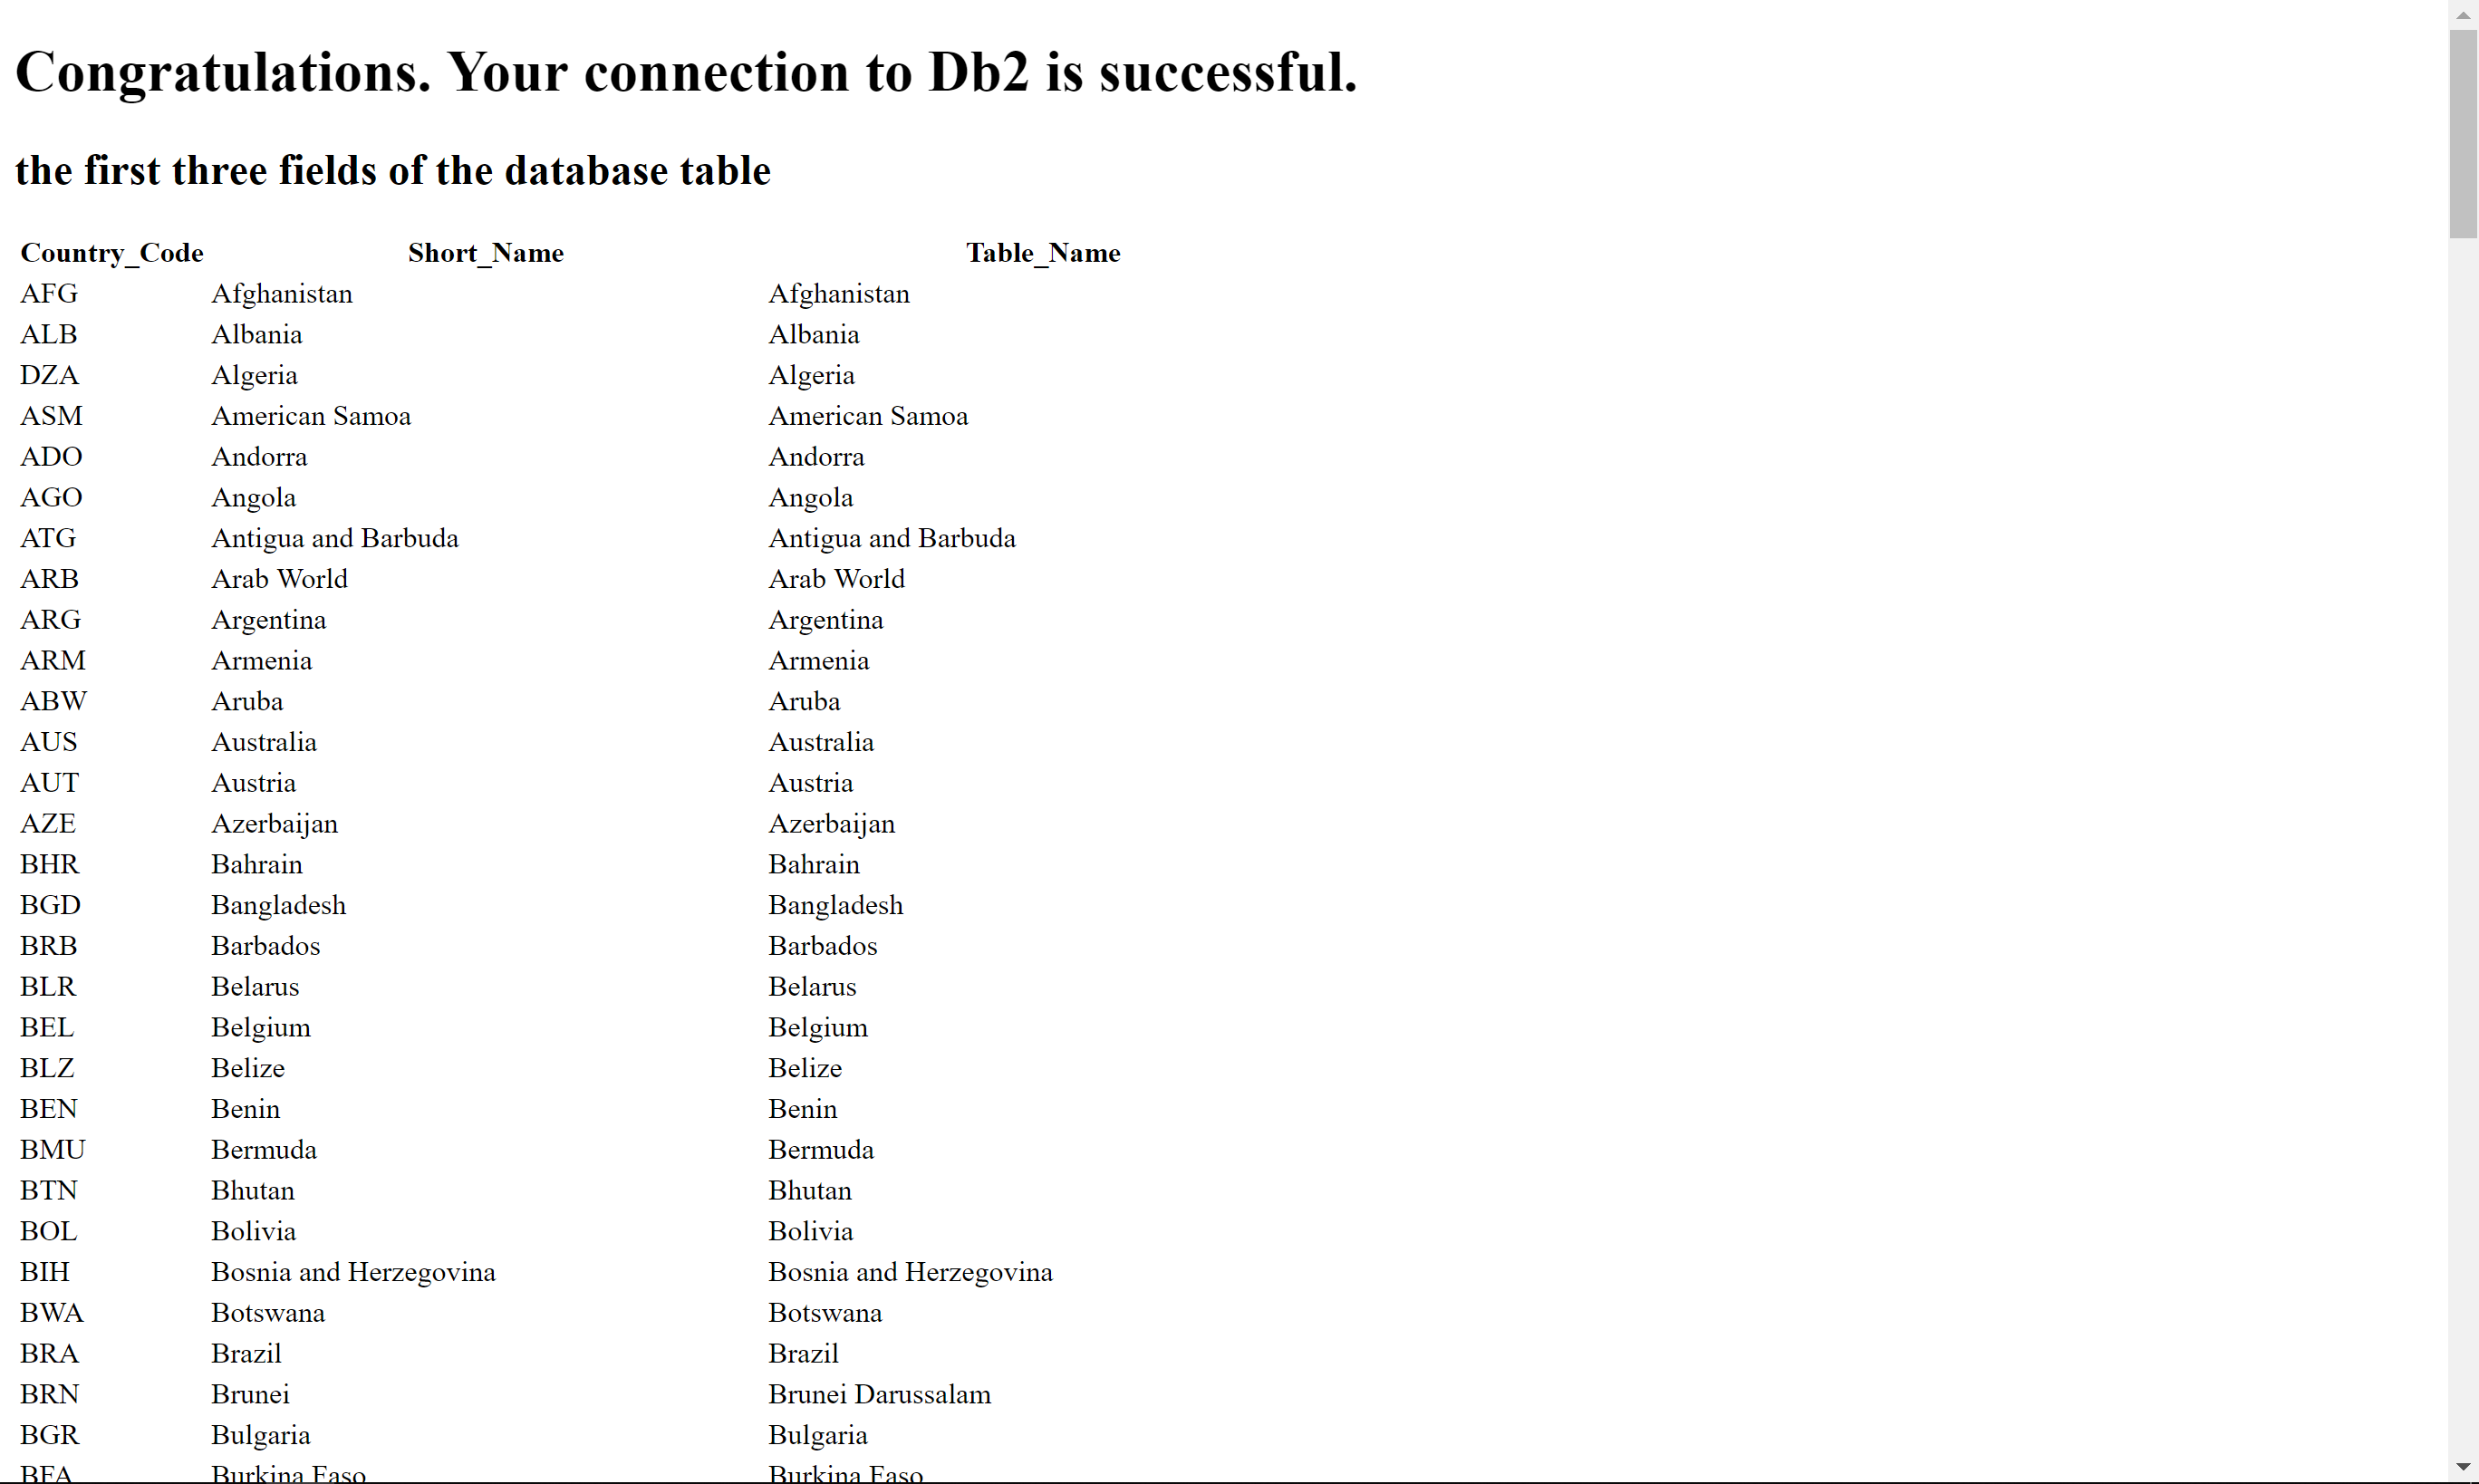 Congratulations. Your connection to Db2 is successful.
the first three fields of the database table
Country_Code Short_Name Table_Name
AFG Afghanistan Afghanistan
ALB Albania Albania
DZA Algeria Algeria
ASM American Samoa American Samoa
ADO Andorra Andorra
AGO Angola Angola
ATG Antigua and Barbuda Antigua and Barbuda
ARB Arab World Arab World
ARG Argentina Argentina
ARM Armenia Armenia
ABW Aruba Aruba
AUS Australia Australia
AUT Austria Austria
AZE Azerbaijan Azerbaijan
BHR Bahrain Bahrain
BGD Bangladesh Bangladesh
BRB Barbados Barbados
BLR Belarus Belarus
BEL Belgium Belgium
BLZ Belize Belize
BEN Benin Benin
BMU Bermuda Bermuda
BTN Bhutan Bhutan
BOL Bolivia Bolivia
BIH Bosnia and Herzegovina Bosnia and Herzegovina
BWA Botswana Botswana
BRA Brazil Brazil
BRN Brunei Brunei Darussalam
BGR Bulgaria Bulgaria
BFA Burkina Faso Burkina Faso